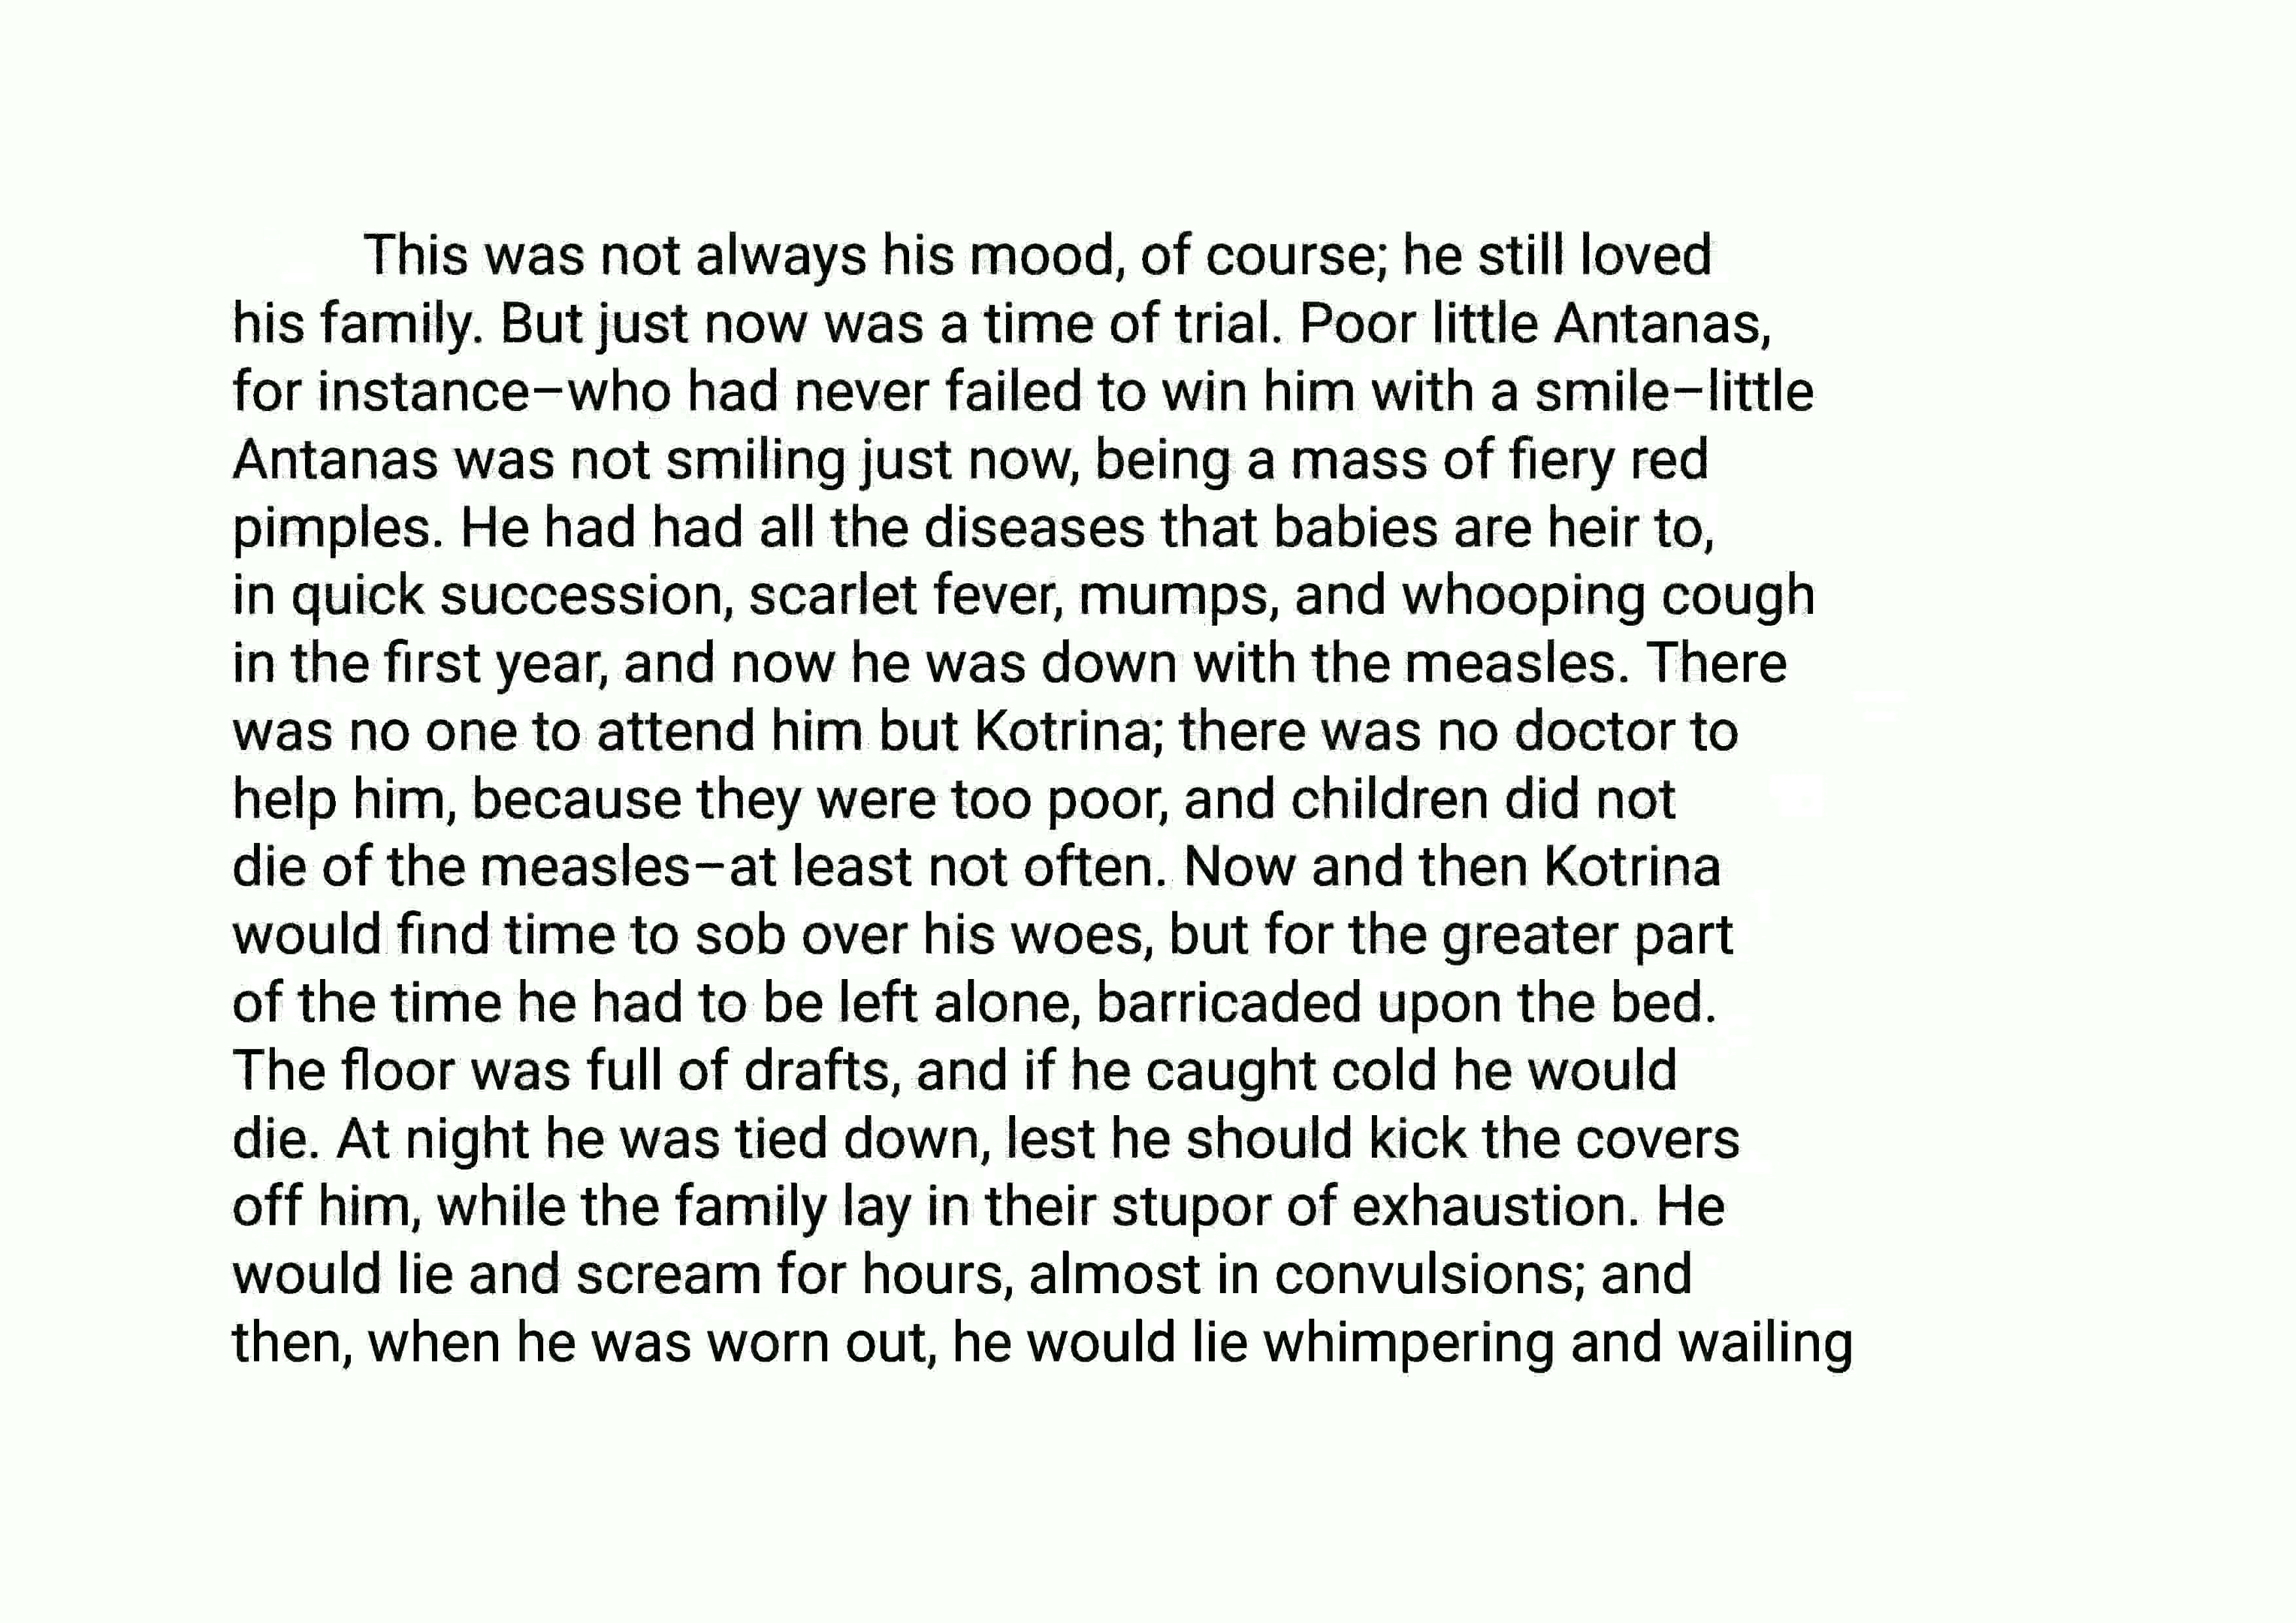 This was not always his mood, of course; he still loved
his family. But just now was a time of trial. Poor little Antanas,
for instance–who had never failed to win him with a smile–little
Antanas was not smiling just now, being a mass of fiery red
pimples. He had had all the diseases that babies are heir to,
in quick succession, scarlet fever, mumps, and whooping cough
in the first year, and now he was down with the measles. There
was no one to attend him but Kotrina; there was no doctor to
help him, because they were too poor, and children did not
die of the measles–at least not often. Now and then Kotrina
would find time to sob over his woes, but for the greater part
of the time he had to be left alone, barricaded upon the bed.
The floor was full of drafts, and if he caught cold he would
die. At night he was tied down, lest he should kick the covers
off him, while the family lay in their stupor of exhaustion. He
would lie and scream for hours, almost in convulsions; and
then, when he was worn out, he would lie whimpering and wailing